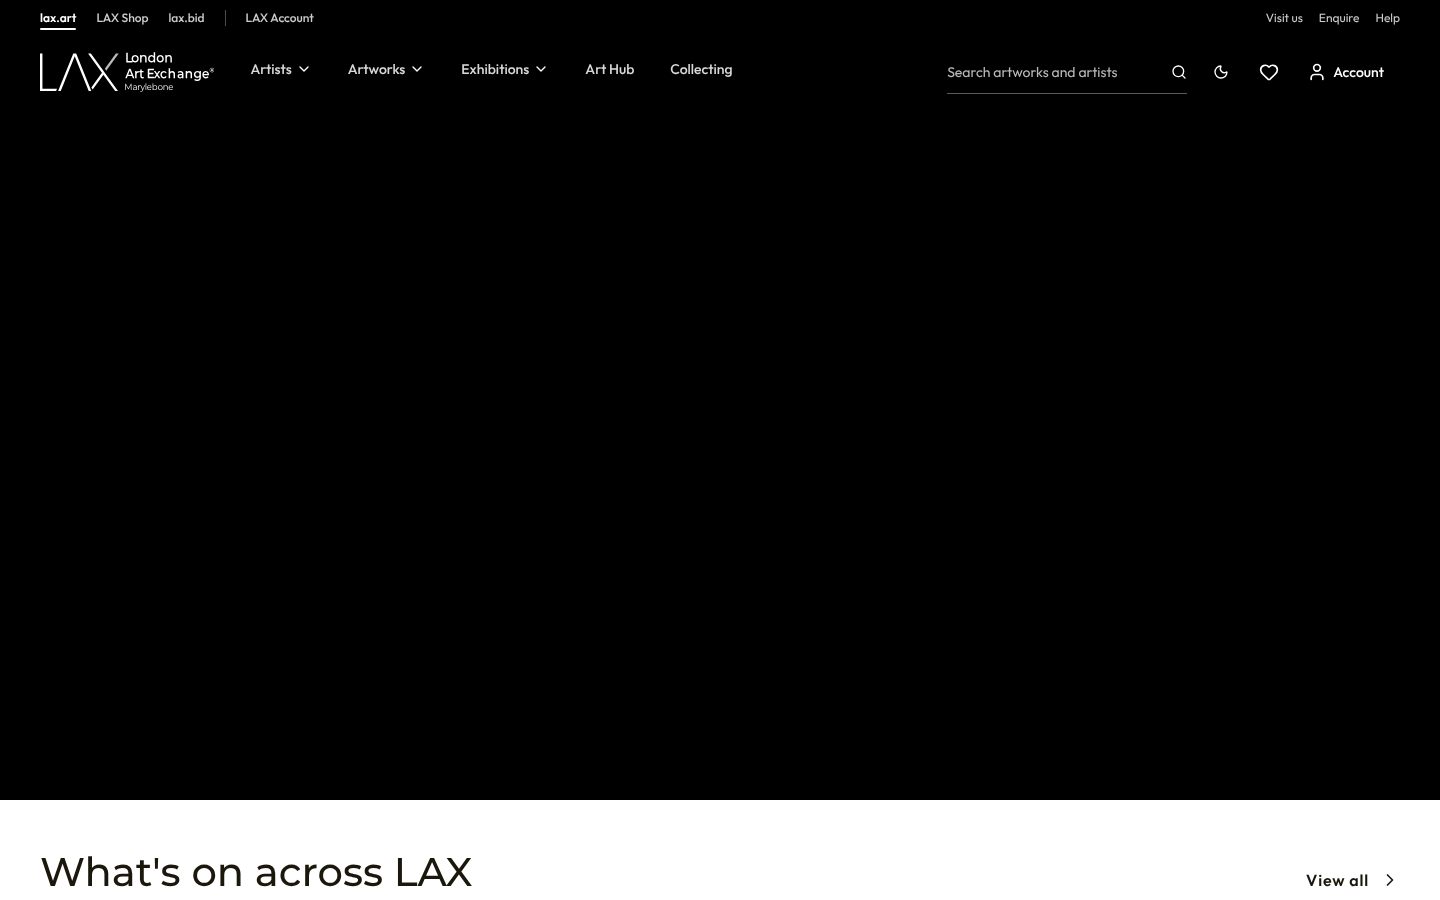 lax.art LAX Shop lax.bid LAX Account Visit us Enquire Help
LAX London
Art Exchange®
Marylebone
Artists Artworks Exhibitions Art Hub Collecting Search artworks and artists Account
What's on across LAX View all